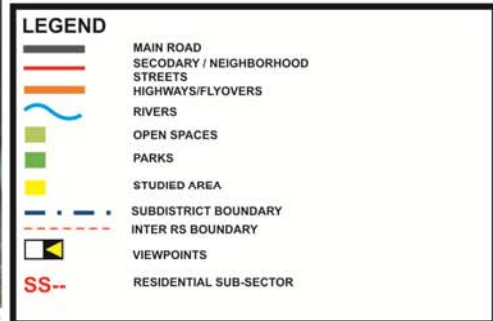 LEGEND
MAIN ROAD
SECODARY / NEIGHBORHOOD
STREETS
HIGHWAYS/FLYOVERS
RIVERS
OPEN SPACES
PARKS
STUDIED AREA
SUBDISTRICT BOUNDARY
INTER RS BOUNDARY
VIEWPOINTS
SS-- RESIDENTIAL SUB-SECTOR